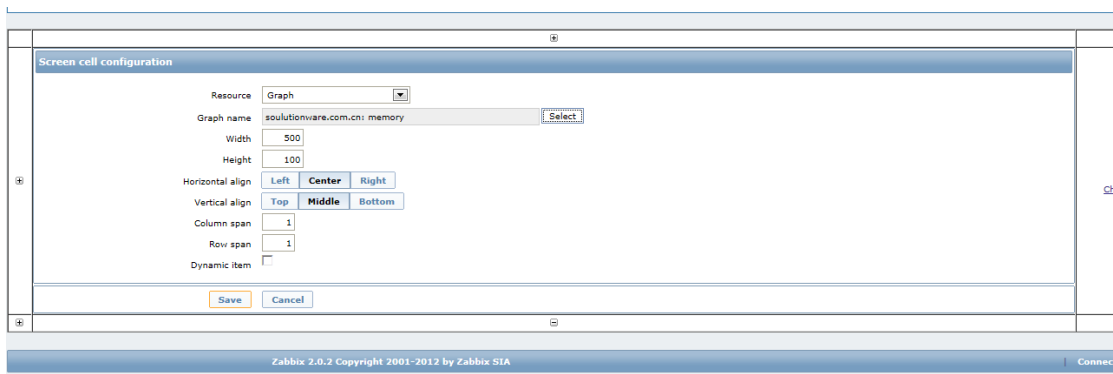 Screen cell configuration
Resource Graph
Graph name soulutionware.com.cn: memory Select
Width 500
Height 100
Horizontal align Left Center Right
Vertical align Top Middle Bottom
Column span 1
Row span 1
Dynamic item
Save Cancel
Zabbix 2.0.2 Copyright 2001-2012 by Zabbix SIA